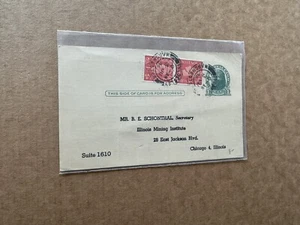 THIS SIDE OF CARD IS FOR ADDRESS
MR. B. E. SCHONTHAL, Secretary
Illinois Mining Institute
28 East Jackson Blvd.
Suite 1610
Chicago 4, Illinois